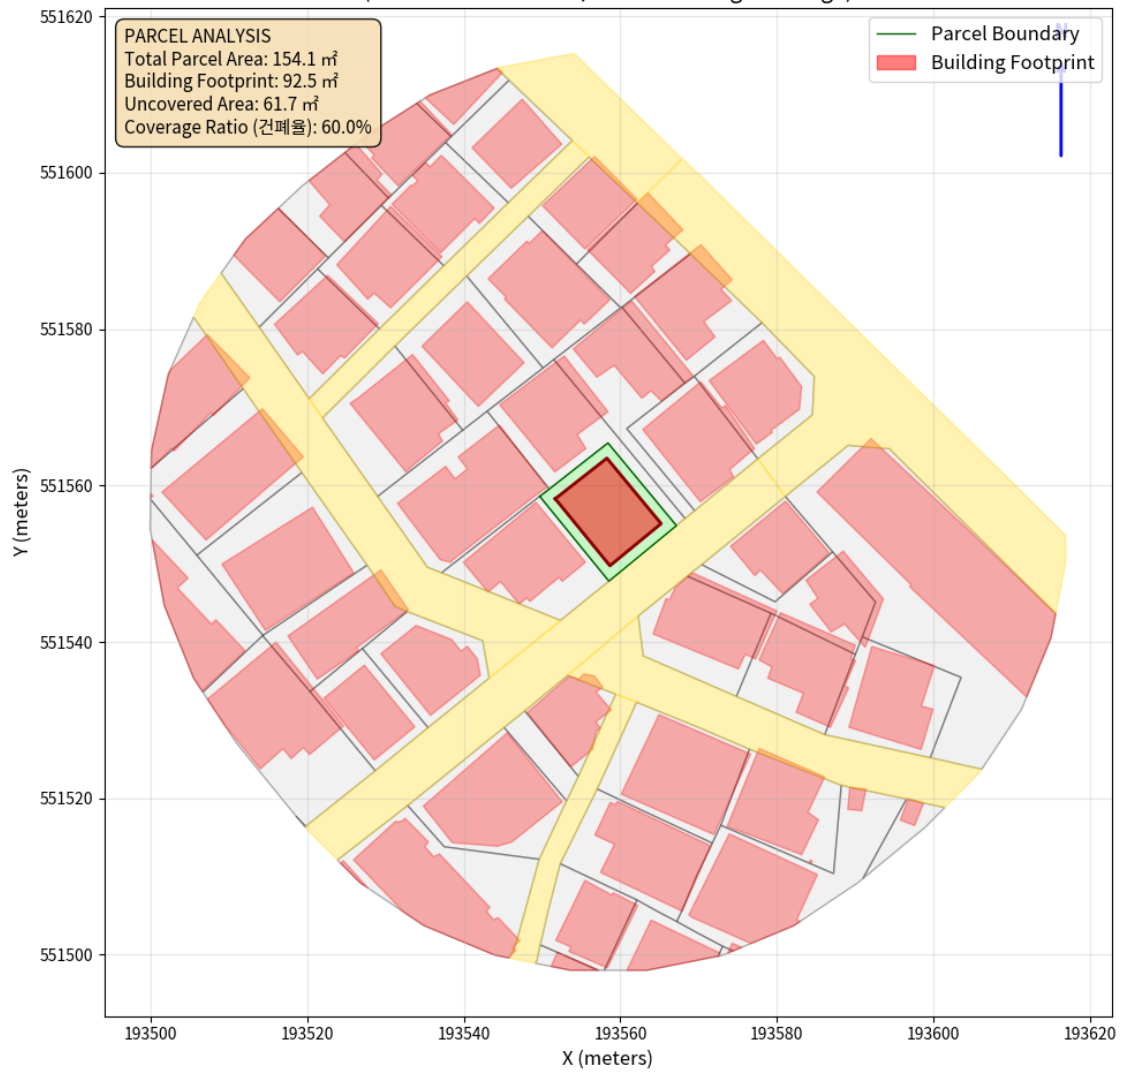 PARCEL ANALYSIS
Total Parcel Area: 154.1 ㎡
Building Footprint: 92.5 ㎡
Uncovered Area: 61.7 ㎡
Coverage Ratio (건폐율): 60.0%
Parcel Boundary
Building Footprint
N
551620
551600
551580
551560
551540
551520
551500
Y (meters)
193500
193520
193540
193560
193580
193600
193620
X (meters)